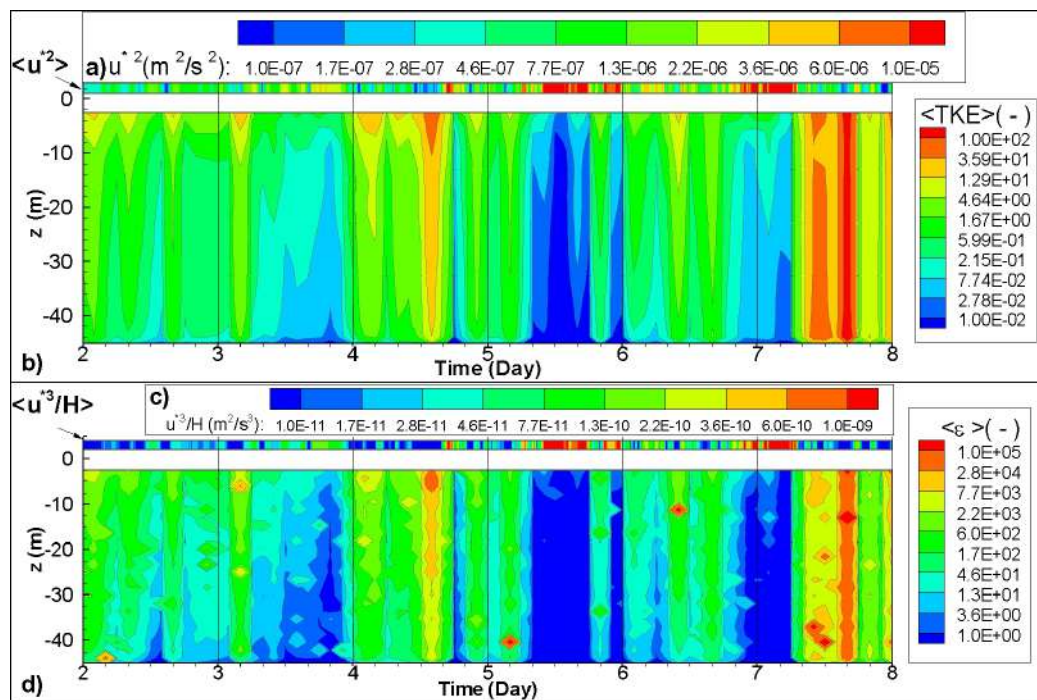 <u*2>
a) u*2(m2/s2): 1.0E-07 1.7E-07 2.8E-07 4.6E-07 7.7E-07 1.3E-06 2.2E-06 3.6E-06 6.0E-06 1.0E-05
0
-10
-20
-30
-40
z (m)
2 3 4 5 6 7 8
Time (Day)
b)
<TKE>( - )
1.00E+02
3.59E+01
1.29E+01
4.64E+00
1.67E+00
5.99E-01
2.15E-01
7.74E-02
2.78E-02
1.00E-02
<u*3/H>
c)
u*3/H (m2/s3): 1.0E-11 1.7E-11 2.8E-11 4.6E-11 7.7E-11 1.3E-10 2.2E-10 3.6E-10 6.0E-10 1.0E-09
0
-10
-20
-30
-40
z (m)
2 3 4 5 6 7 8
Time (Day)
d)
<ε>( - )
1.0E+05
2.8E+04
7.7E+03
2.2E+03
6.0E+02
1.7E+02
4.6E+01
1.3E+01
3.6E+00
1.0E+00